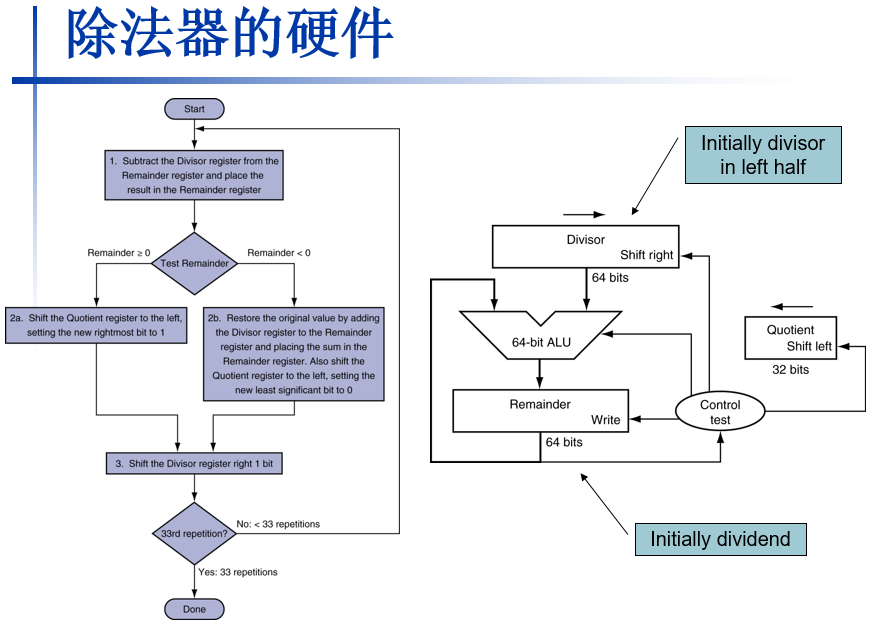 除法器的硬件
Start
1. Subtract the Divisor register from the
Remainder register and place the
result in the Remainder register
Remainder ≥ 0
Test Remainder
Remainder < 0
2a. Shift the Quotient register to the left,
setting the new rightmost bit to 1
2b. Restore the original value by adding
the Divisor register to the Remainder
register and placing the sum in the
Remainder register. Also shift the
Quotient register to the left, setting the
new least significant bit to 0
3. Shift the Divisor register right 1 bit
33rd repetition?
No: < 33 repetitions
Yes: 33 repetitions
Done
Initially divisor
in left half
Divisor
Shift right
64 bits
64-bit ALU
Quotient
Shift left
32 bits
Remainder
Write
64 bits
Control
test
Initially dividend